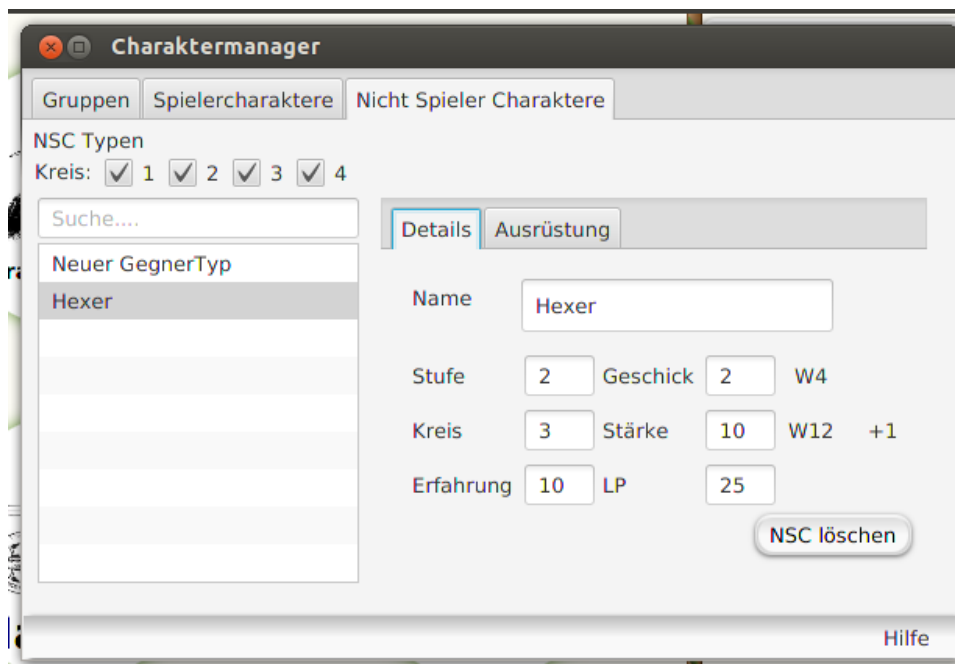 Charaktermanager
Gruppen Spielercharaktere Nicht Spieler Charaktere
NSC Typen
Kreis: 1 2 3 4
Suche....
Neuer GegnerTyp
Hexer
Details Ausrüstung
Name Hexer
Stufe 2 Geschick 2 W4
Kreis 3 Stärke 10 W12 +1
Erfahrung 10 LP 25
NSC löschen
Hilfe